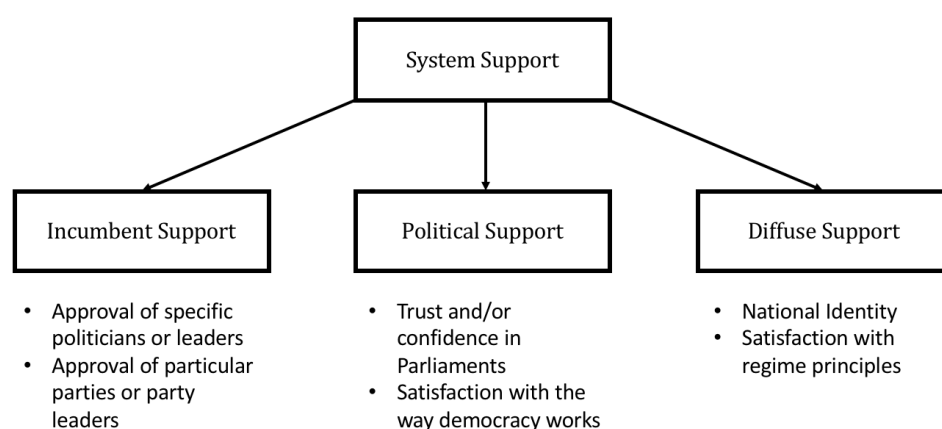 System Support
Incumbent Support
Political Support
Diffuse Support
• Approval of specific
politicians or leaders
• Approval of particular
parties or party
leaders
• Trust and/or
confidence in
Parliaments
• Satisfaction with the
way democracy works
• National Identity
• Satisfaction with
regime principles